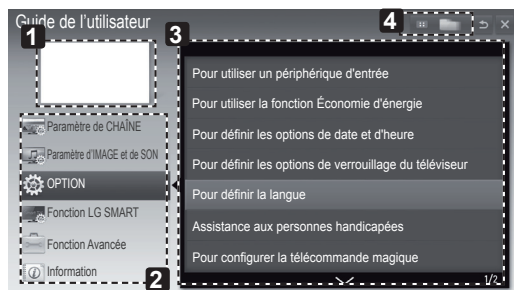 Guide de l'utilisateur
1
3
4
Pour utiliser un périphérique d'entrée
Pour utiliser la fonction Économie d'énergie
Pour définir les options de date et d'heure
Pour définir les options de verrouillage du téléviseur
Pour définir la langue
Assistance aux personnes handicapées
Pour configurer la télécommande magique
1/2
Paramètre de CHAÎNE
Paramètre d'IMAGE et de SON
OPTION
Fonction LG SMART
Fonction Avancée
Information
2